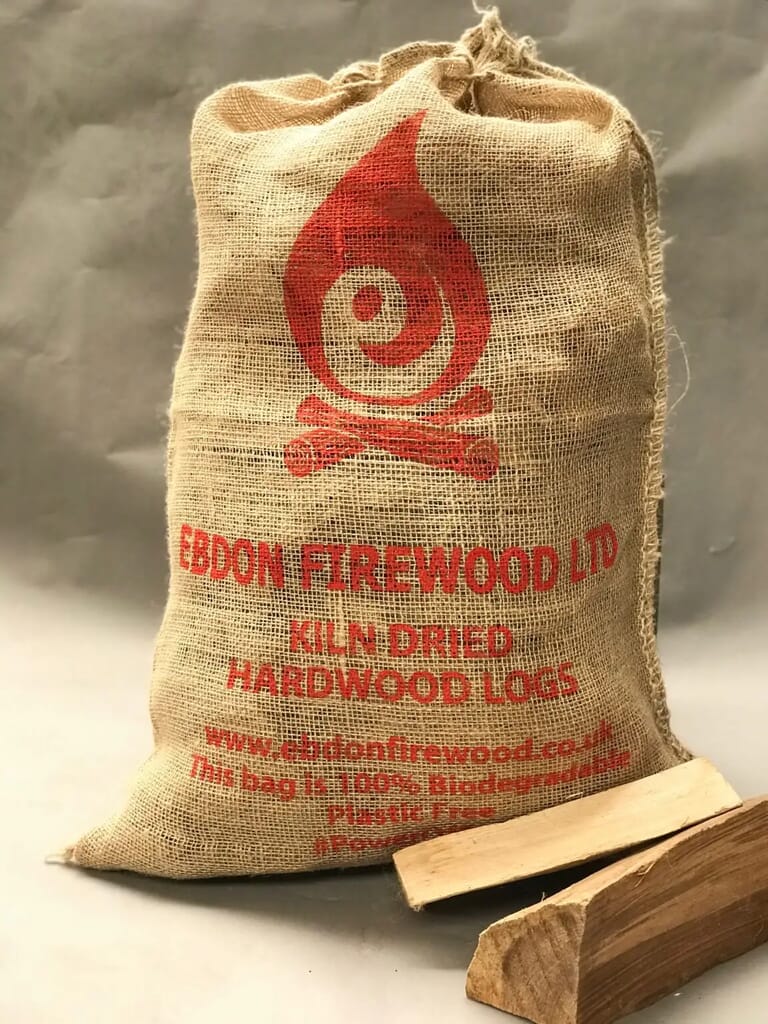 EBDON FIREWOOD LTD
KILN DRIED
HARDWOOD LOGS
www.ebdonfirewood.co.uk
This bag is 100% Biodegradable
Plastic Free